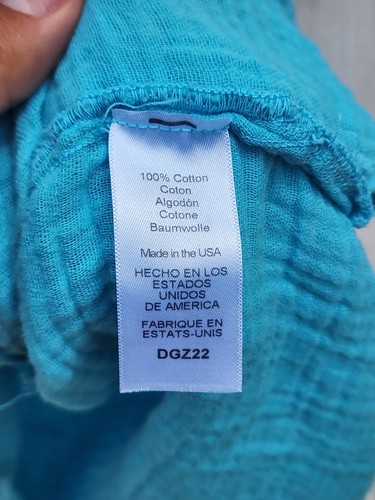 100% Cotton
Coton
Algodón
Cotone
Baumwolle
Made in the USA
HECHO EN LOS
ESTADOS
UNIDOS
DE AMERICA
FABRIQUE EN
ESTATS-UNIS
DGZ22